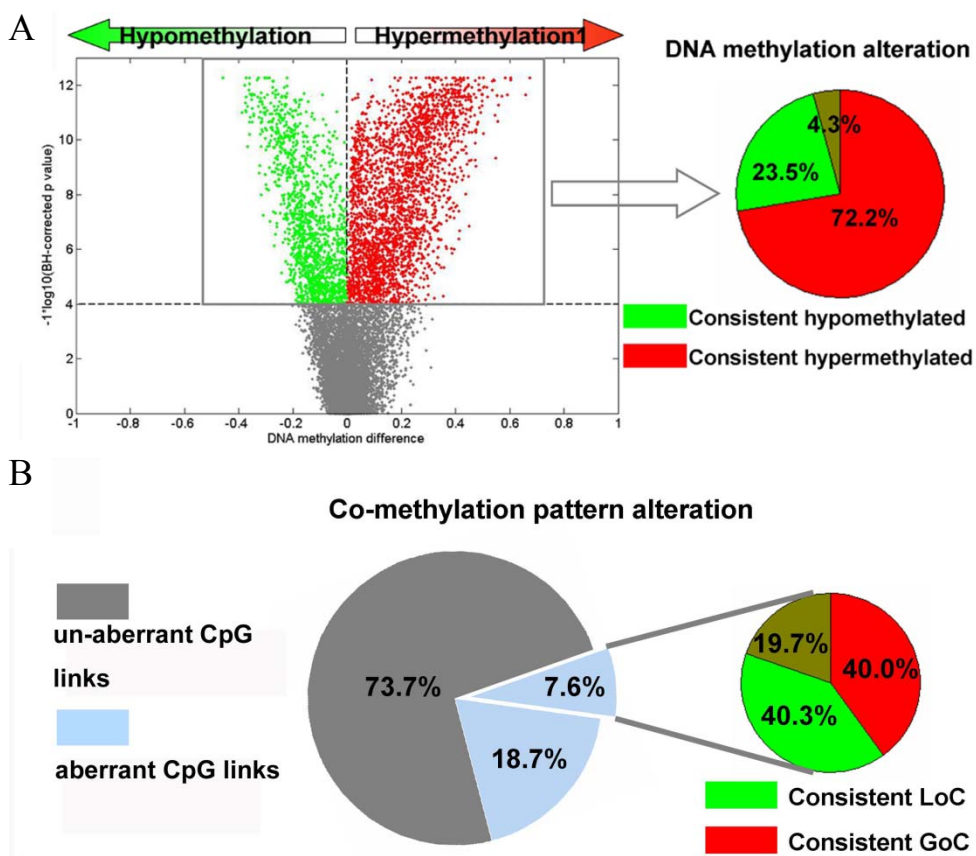 A
Hypomethylation
Hypermethylation1
DNA methylation alteration
12
10
8
6
4
2
0
-1*log10(BH-corrected p value)
-1
-0.8
-0.6
-0.4
-0.2
0
0.2
0.4
0.6
0.8
1
DNA methylation difference
4.3%
23.5%
72.2%
Consistent hypomethylated
Consistent hypermethylated
B
Co-methylation pattern alteration
un-aberrant CpG
links
aberrant CpG links
73.7%
7.6%
18.7%
19.7%
40.0%
40.3%
Consistent LoC
Consistent GoC